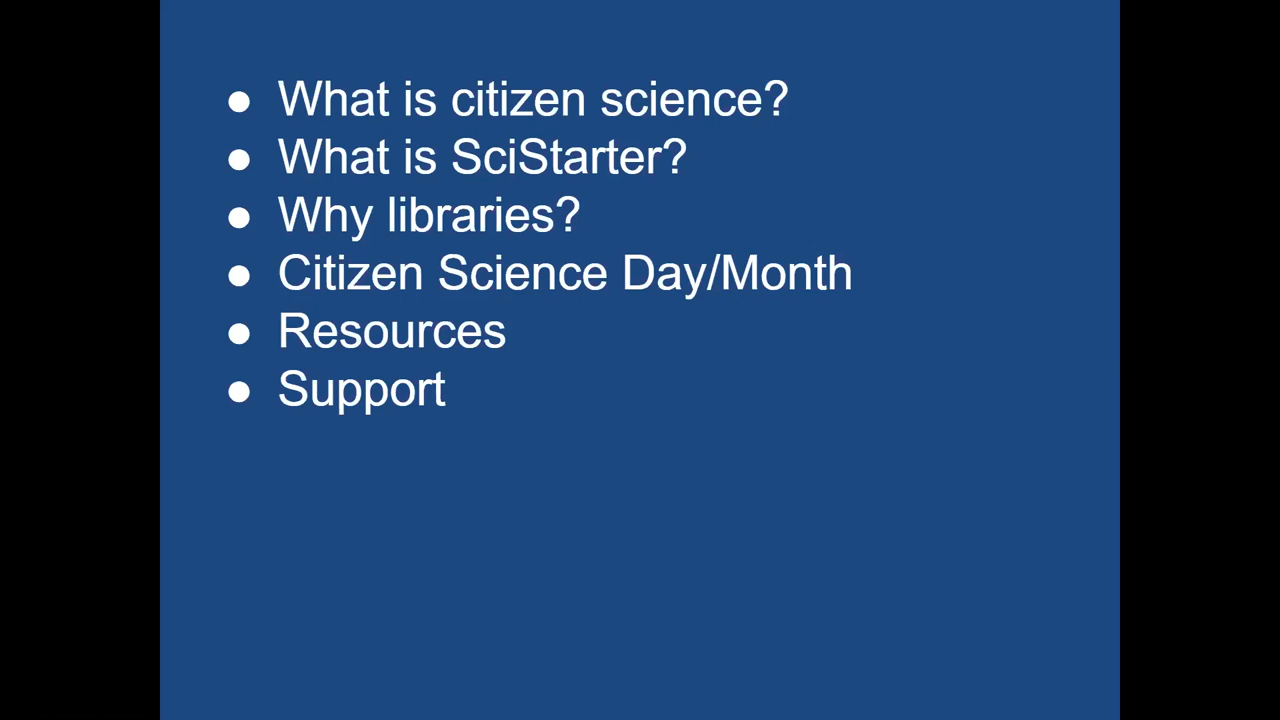 ● What is citizen science?
● What is SciStarter?
● Why libraries?
● Citizen Science Day/Month
● Resources
● Support